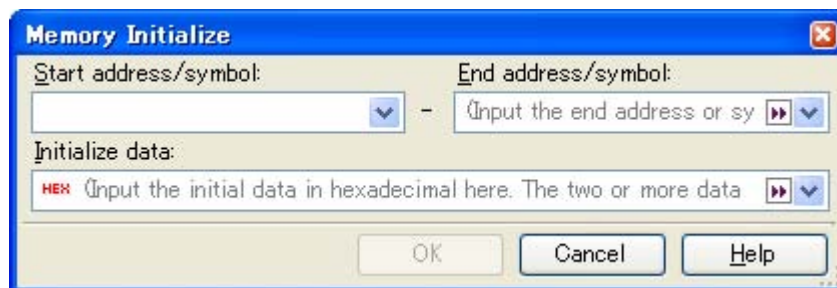 Memory Initialize
Start address/symbol: End address/symbol:
- (Input the end address or sy
Initialize data:
HEX (Input the initial data in hexadecimal here. The two or more data
OK Cancel Help